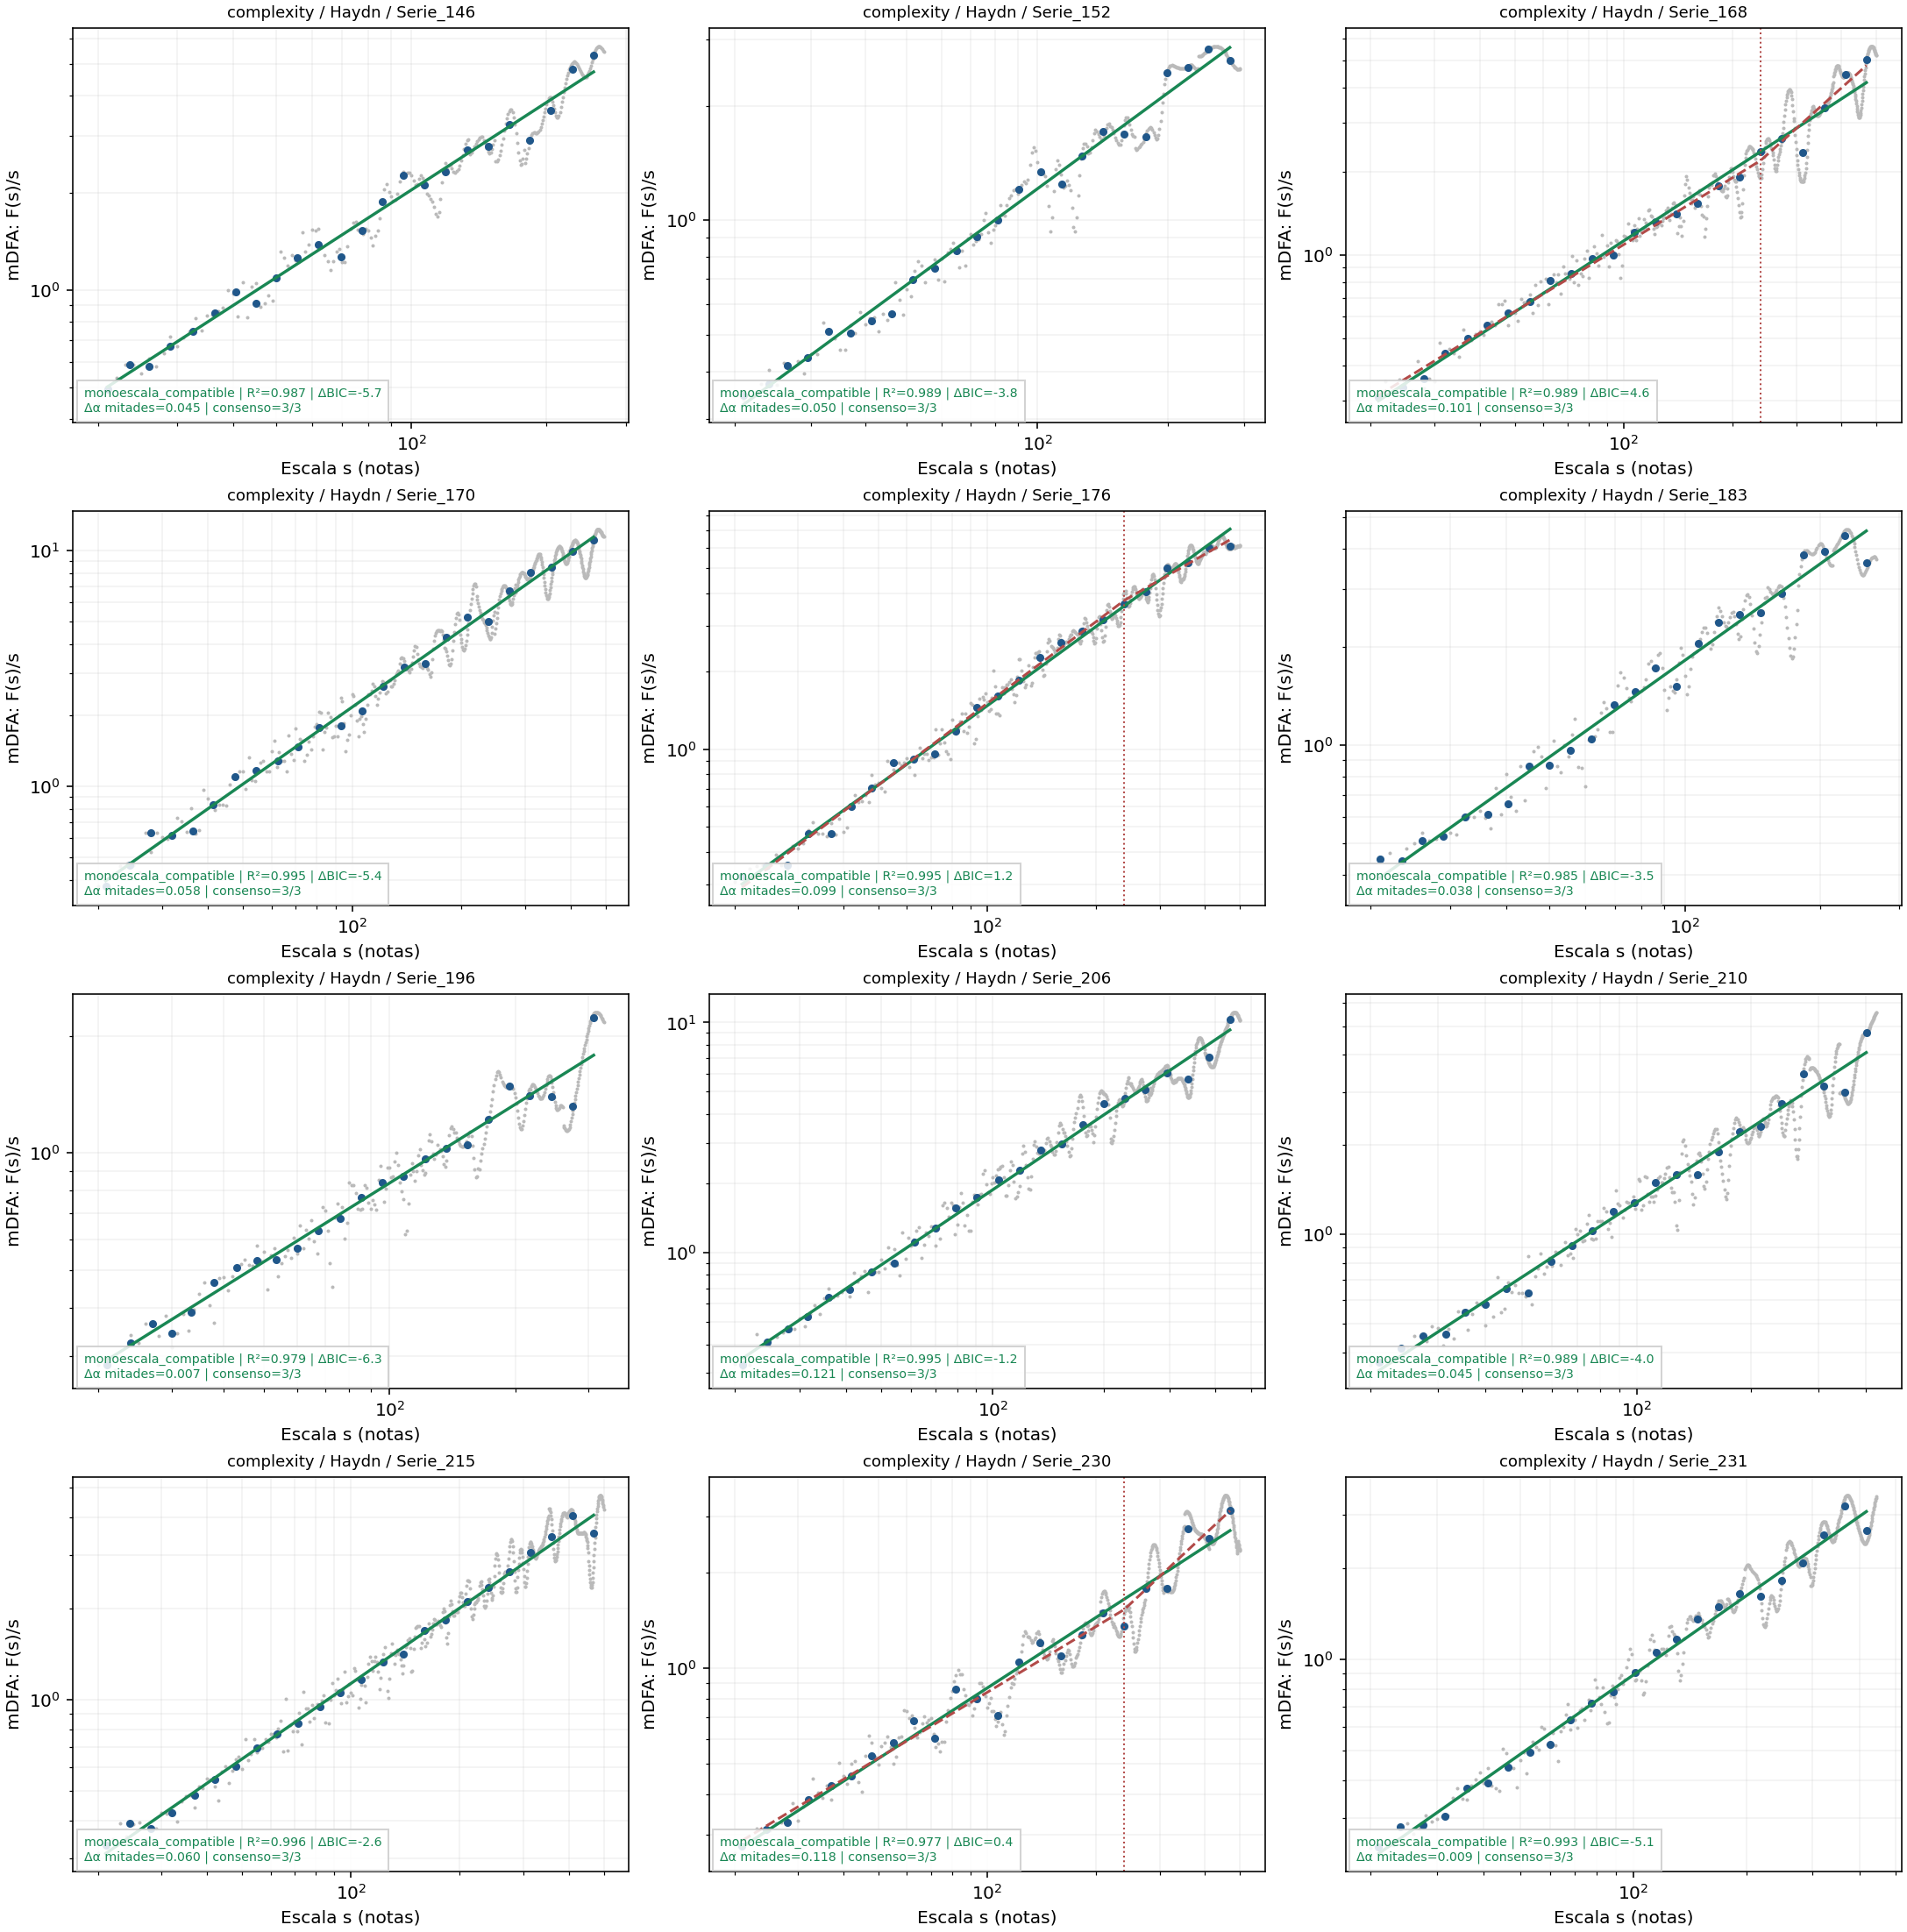 complexity / Haydn / Serie_146
mDFA: F(s)/s
10⁰
monoescala_compatible | R²=0.987 | ΔBIC=-5.7
Δα mitades=0.045 | consenso=3/3
10²
Escala s (notas)
complexity / Haydn / Serie_152
mDFA: F(s)/s
10⁰
monoescala_compatible | R²=0.989 | ΔBIC=-3.8
Δα mitades=0.050 | consenso=3/3
10²
Escala s (notas)
complexity / Haydn / Serie_168
mDFA: F(s)/s
10⁰
monoescala_compatible | R²=0.989 | ΔBIC=4.6
Δα mitades=0.101 | consenso=3/3
10²
Escala s (notas)
complexity / Haydn / Serie_170
10¹
mDFA: F(s)/s
10⁰
monoescala_compatible | R²=0.995 | ΔBIC=-5.4
Δα mitades=0.058 | consenso=3/3
10²
Escala s (notas)
complexity / Haydn / Serie_176
mDFA: F(s)/s
10⁰
monoescala_compatible | R²=0.995 | ΔBIC=1.2
Δα mitades=0.099 | consenso=3/3
10²
Escala s (notas)
complexity / Haydn / Serie_183
mDFA: F(s)/s
10⁰
monoescala_compatible | R²=0.985 | ΔBIC=-3.5
Δα mitades=0.038 | consenso=3/3
10²
Escala s (notas)
complexity / Haydn / Serie_196
mDFA: F(s)/s
10⁰
monoescala_compatible | R²=0.979 | ΔBIC=-6.3
Δα mitades=0.007 | consenso=3/3
10²
Escala s (notas)
complexity / Haydn / Serie_206
10¹
mDFA: F(s)/s
10⁰
monoescala_compatible | R²=0.995 | ΔBIC=-1.2
Δα mitades=0.121 | consenso=3/3
10²
Escala s (notas)
complexity / Haydn / Serie_210
mDFA: F(s)/s
10⁰
monoescala_compatible | R²=0.989 | ΔBIC=-4.0
Δα mitades=0.045 | consenso=3/3
10²
Escala s (notas)
complexity / Haydn / Serie_215
mDFA: F(s)/s
10⁰
monoescala_compatible | R²=0.996 | ΔBIC=-2.6
Δα mitades=0.060 | consenso=3/3
10²
Escala s (notas)
complexity / Haydn / Serie_230
mDFA: F(s)/s
10⁰
monoescala_compatible | R²=0.977 | ΔBIC=0.4
Δα mitades=0.118 | consenso=3/3
10²
Escala s (notas)
complexity / Haydn / Serie_231
mDFA: F(s)/s
10⁰
monoescala_compatible | R²=0.993 | ΔBIC=-5.1
Δα mitades=0.009 | consenso=3/3
10²
Escala s (notas)